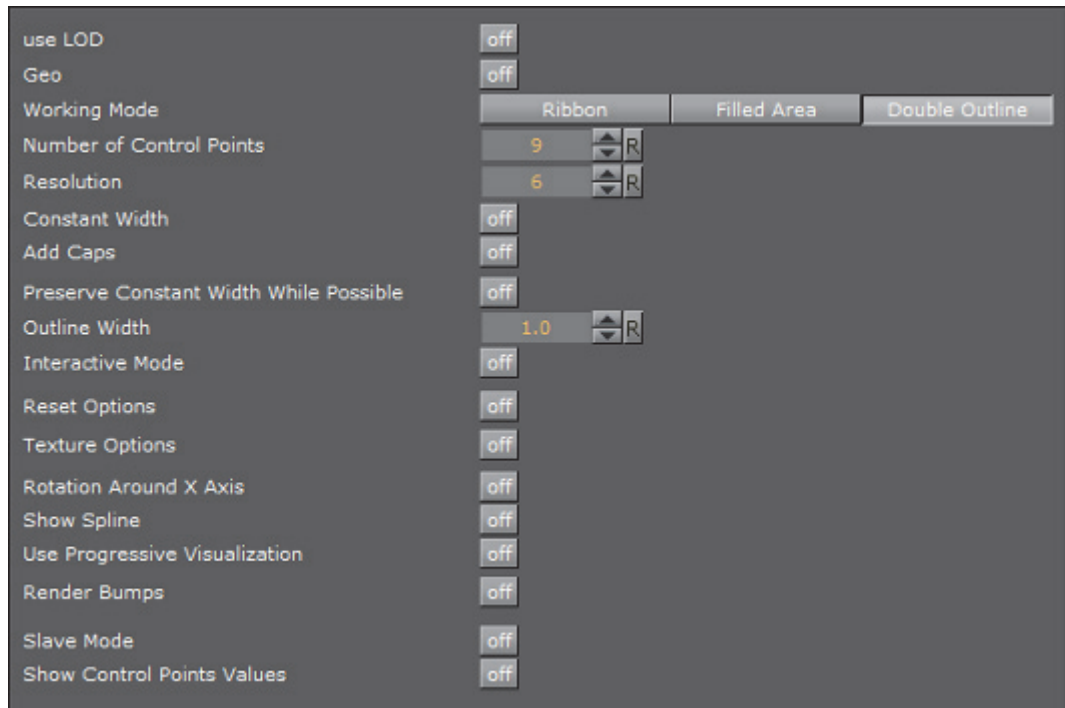 use LOD off
Geo off
Working Mode Ribbon Filled Area Double Outline
Number of Control Points 9 R
Resolution 6 R
Constant Width off
Add Caps off
Preserve Constant Width While Possible off
Outline Width 1.0 R
Interactive Mode off
Reset Options off
Texture Options off
Rotation Around X Axis off
Show Spline off
Use Progressive Visualization off
Render Bumps off
Slave Mode off
Show Control Points Values off